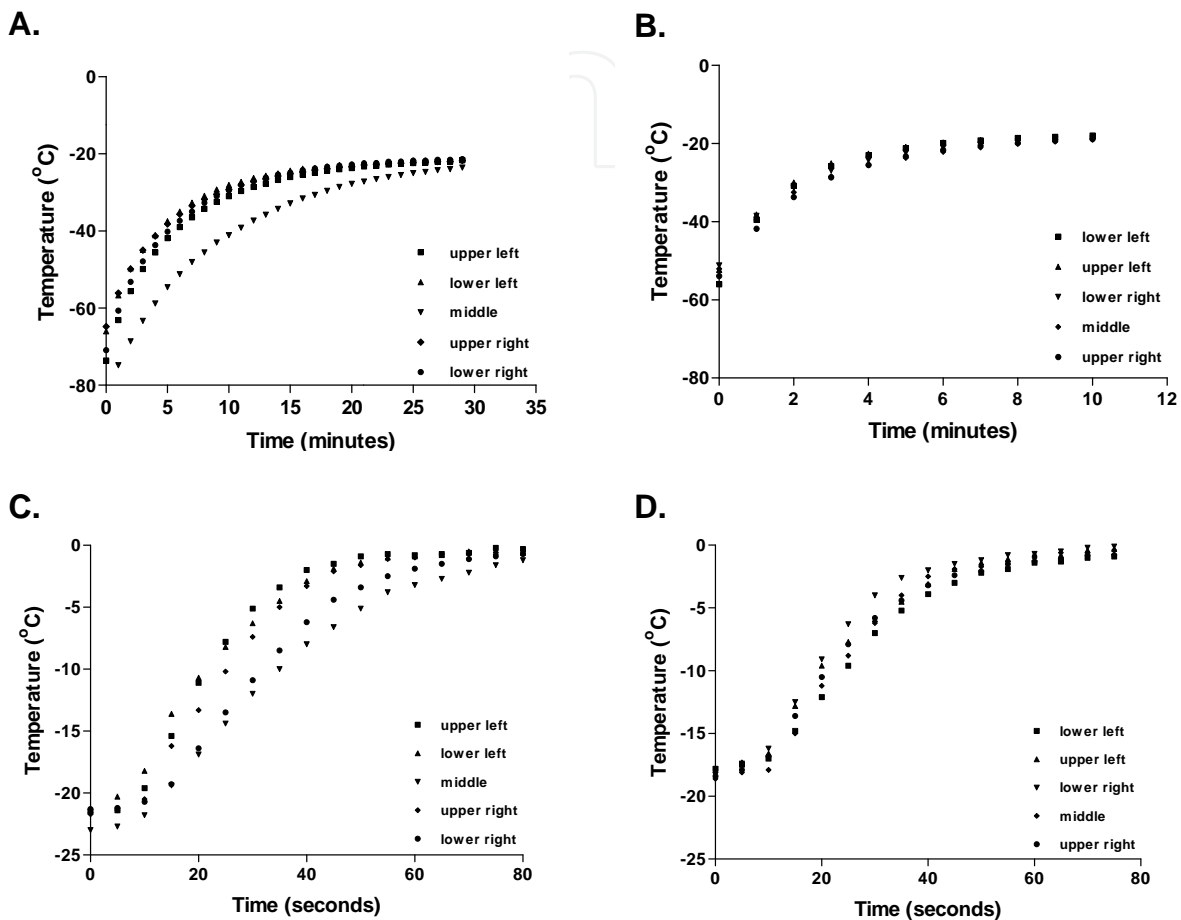 A.
0
-20
-40
-60
-80
Temperature (°C)
0 5 10 15 20 25 30 35
Time (minutes)
upper left
lower left
middle
upper right
lower right
B.
0
-20
-40
-60
-80
Temperature (°C)
0 2 4 6 8 10 12
Time (minutes)
lower left
upper left
lower right
middle
upper right
C.
0
-5
-10
-15
-20
-25
Temperature (°C)
0 20 40 60 80
Time (seconds)
upper left
lower left
middle
upper right
lower right
D.
0
-5
-10
-15
-20
-25
Temperature (°C)
0 20 40 60 80
Time (seconds)
lower left
upper left
lower right
middle
upper right